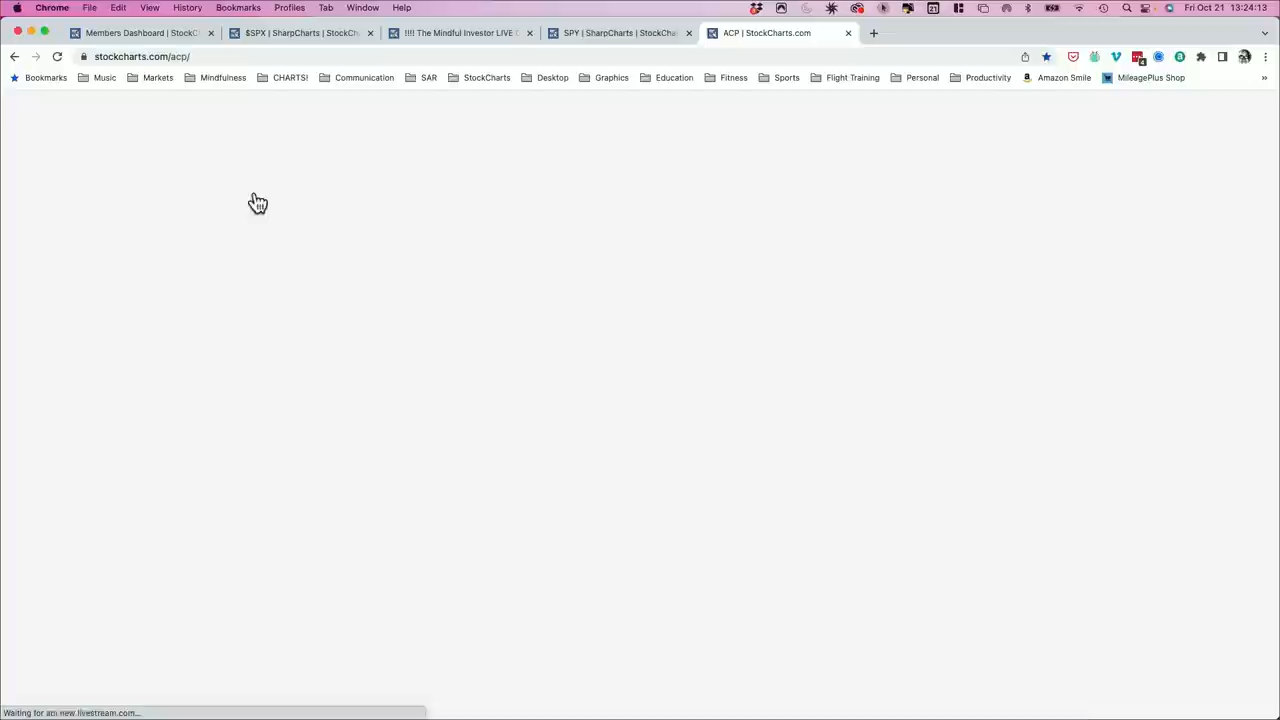 Chrome File Edit View History Bookmarks Profiles Tab Window Help 21 Fri Oct 21 13:24:13
Members Dashboard | StockC $SPX | SharpCharts | StockCh !!!! The Mindful Investor LIVE C SPY | SharpCharts | StockCha ACP | StockCharts.com
stockcharts.com/acp/ 4
Bookmarks Music Markets Mindfulness CHARTS! Communication SAR StockCharts Desktop Graphics Education Fitness Sports Flight Training Personal Productivity Amazon Smile MileagePlus Shop »
Waiting for api.new.livestream.com...